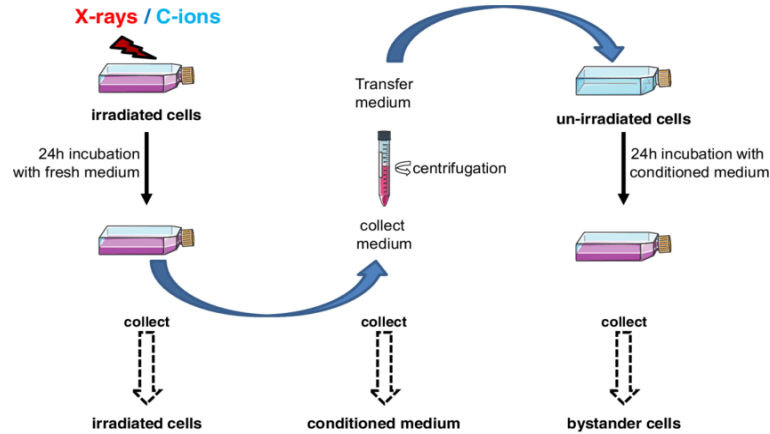 X-rays / C-ions
irradiated cells
24h incubation
with fresh medium
collect
irradiated cells
Transfer
medium
centrifugation
collect
medium
collect
conditioned medium
un-irradiated cells
24h incubation with
conditioned medium
collect
bystander cells